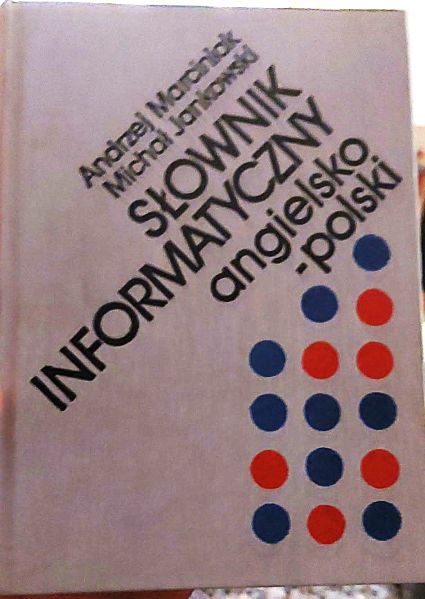 Andrzej Marciniak
Michał Jankowski
SŁOWNIK
INFORMATYCZNY
angielsko
-polski